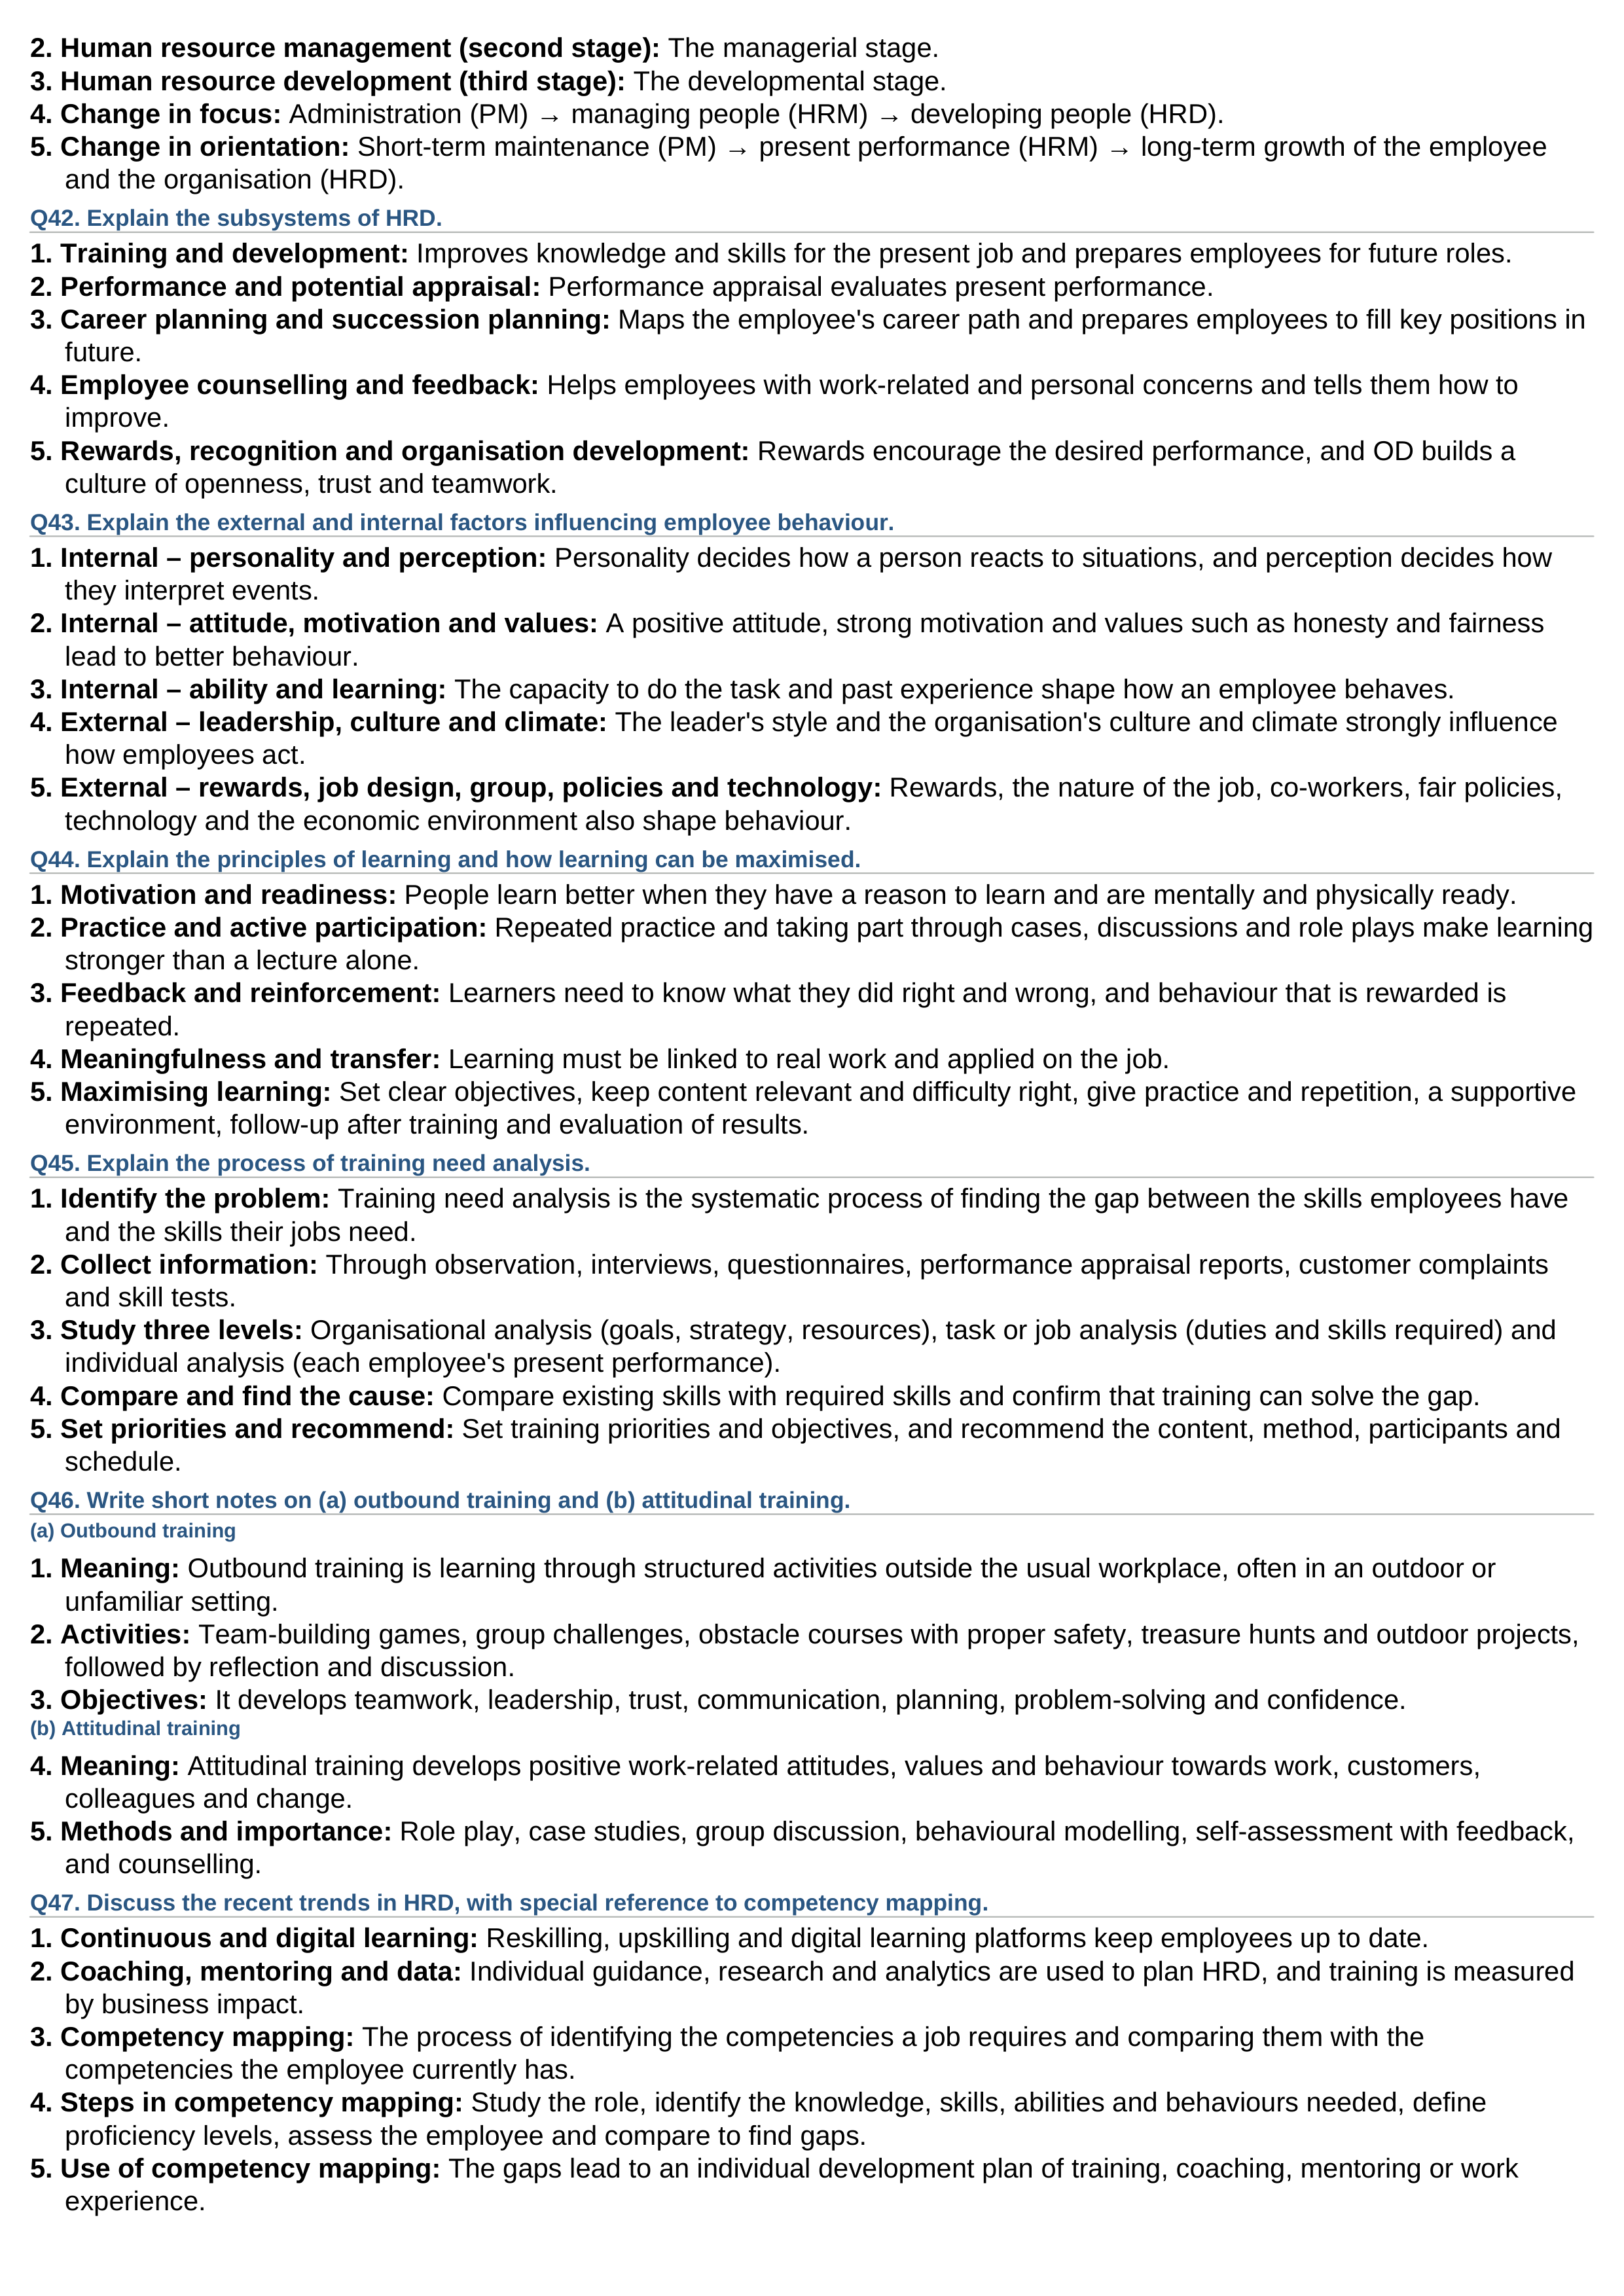 2. Human resource management (second stage): The managerial stage.
3. Human resource development (third stage): The developmental stage.
4. Change in focus: Administration (PM) → managing people (HRM) → developing people (HRD).
5. Change in orientation: Short-term maintenance (PM) → present performance (HRM) → long-term growth of the employee
and the organisation (HRD).
Q42. Explain the subsystems of HRD.
1. Training and development: Improves knowledge and skills for the present job and prepares employees for future roles.
2. Performance and potential appraisal: Performance appraisal evaluates present performance.
3. Career planning and succession planning: Maps the employee's career path and prepares employees to fill key positions in
future.
4. Employee counselling and feedback: Helps employees with work-related and personal concerns and tells them how to
improve.
5. Rewards, recognition and organisation development: Rewards encourage the desired performance, and OD builds a
culture of openness, trust and teamwork.
Q43. Explain the external and internal factors influencing employee behaviour.
1. Internal – personality and perception: Personality decides how a person reacts to situations, and perception decides how
they interpret events.
2. Internal – attitude, motivation and values: A positive attitude, strong motivation and values such as honesty and fairness
lead to better behaviour.
3. Internal – ability and learning: The capacity to do the task and past experience shape how an employee behaves.
4. External – leadership, culture and climate: The leader's style and the organisation's culture and climate strongly influence
how employees act.
5. External – rewards, job design, group, policies and technology: Rewards, the nature of the job, co-workers, fair policies,
technology and the economic environment also shape behaviour.
Q44. Explain the principles of learning and how learning can be maximised.
1. Motivation and readiness: People learn better when they have a reason to learn and are mentally and physically ready.
2. Practice and active participation: Repeated practice and taking part through cases, discussions and role plays make learning
stronger than a lecture alone.
3. Feedback and reinforcement: Learners need to know what they did right and wrong, and behaviour that is rewarded is
repeated.
4. Meaningfulness and transfer: Learning must be linked to real work and applied on the job.
5. Maximising learning: Set clear objectives, keep content relevant and difficulty right, give practice and repetition, a supportive
environment, follow-up after training and evaluation of results.
Q45. Explain the process of training need analysis.
1. Identify the problem: Training need analysis is the systematic process of finding the gap between the skills employees have
and the skills their jobs need.
2. Collect information: Through observation, interviews, questionnaires, performance appraisal reports, customer complaints
and skill tests.
3. Study three levels: Organisational analysis (goals, strategy, resources), task or job analysis (duties and skills required) and
individual analysis (each employee's present performance).
4. Compare and find the cause: Compare existing skills with required skills and confirm that training can solve the gap.
5. Set priorities and recommend: Set training priorities and objectives, and recommend the content, method, participants and
schedule.
Q46. Write short notes on (a) outbound training and (b) attitudinal training.
(a) Outbound training
1. Meaning: Outbound training is learning through structured activities outside the usual workplace, often in an outdoor or
unfamiliar setting.
2. Activities: Team-building games, group challenges, obstacle courses with proper safety, treasure hunts and outdoor projects,
followed by reflection and discussion.
3. Objectives: It develops teamwork, leadership, trust, communication, planning, problem-solving and confidence.
(b) Attitudinal training
4. Meaning: Attitudinal training develops positive work-related attitudes, values and behaviour towards work, customers,
colleagues and change.
5. Methods and importance: Role play, case studies, group discussion, behavioural modelling, self-assessment with feedback,
and counselling.
Q47. Discuss the recent trends in HRD, with special reference to competency mapping.
1. Continuous and digital learning: Reskilling, upskilling and digital learning platforms keep employees up to date.
2. Coaching, mentoring and data: Individual guidance, research and analytics are used to plan HRD, and training is measured
by business impact.
3. Competency mapping: The process of identifying the competencies a job requires and comparing them with the
competencies the employee currently has.
4. Steps in competency mapping: Study the role, identify the knowledge, skills, abilities and behaviours needed, define
proficiency levels, assess the employee and compare to find gaps.
5. Use of competency mapping: The gaps lead to an individual development plan of training, coaching, mentoring or work
experience.